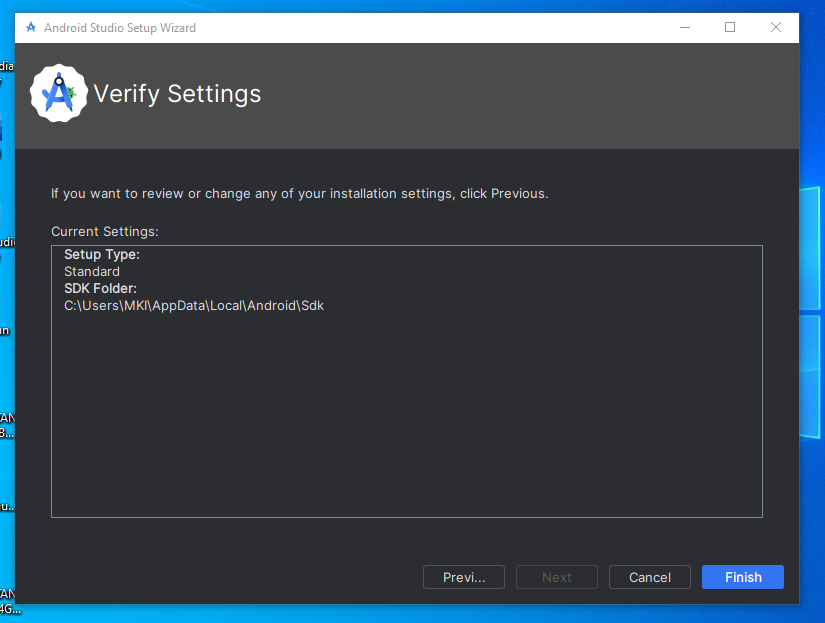 Android Studio Setup Wizard
Verify Settings
If you want to review or change any of your installation settings, click Previous.
Current Settings:
Setup Type:
Standard
SDK Folder:
C:\Users\MKI\AppData\Local\Android\Sdk
Previ...
Next
Cancel
Finish